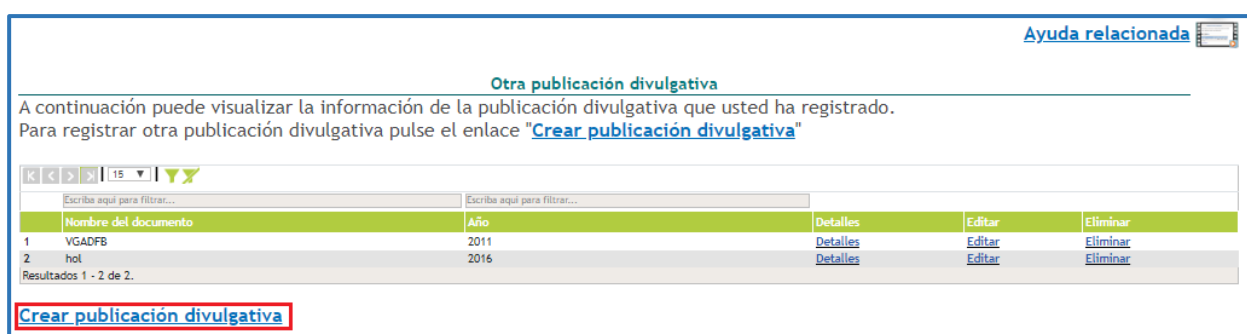 Ayuda relacionada
Otra publicación divulgativa
A continuación puede visualizar la información de la publicación divulgativa que usted ha registrado.
Para registrar otra publicación divulgativa pulse el enlace "Crear publicación divulgativa"
15
Escriba aquí para filtrar... Escriba aquí para filtrar...
Nombre del documento Año Detalles Editar Eliminar
1 VGADFB 2011 Detalles Editar Eliminar
2 hol 2016 Detalles Editar Eliminar
Resultados 1 - 2 de 2.
Crear publicación divulgativa